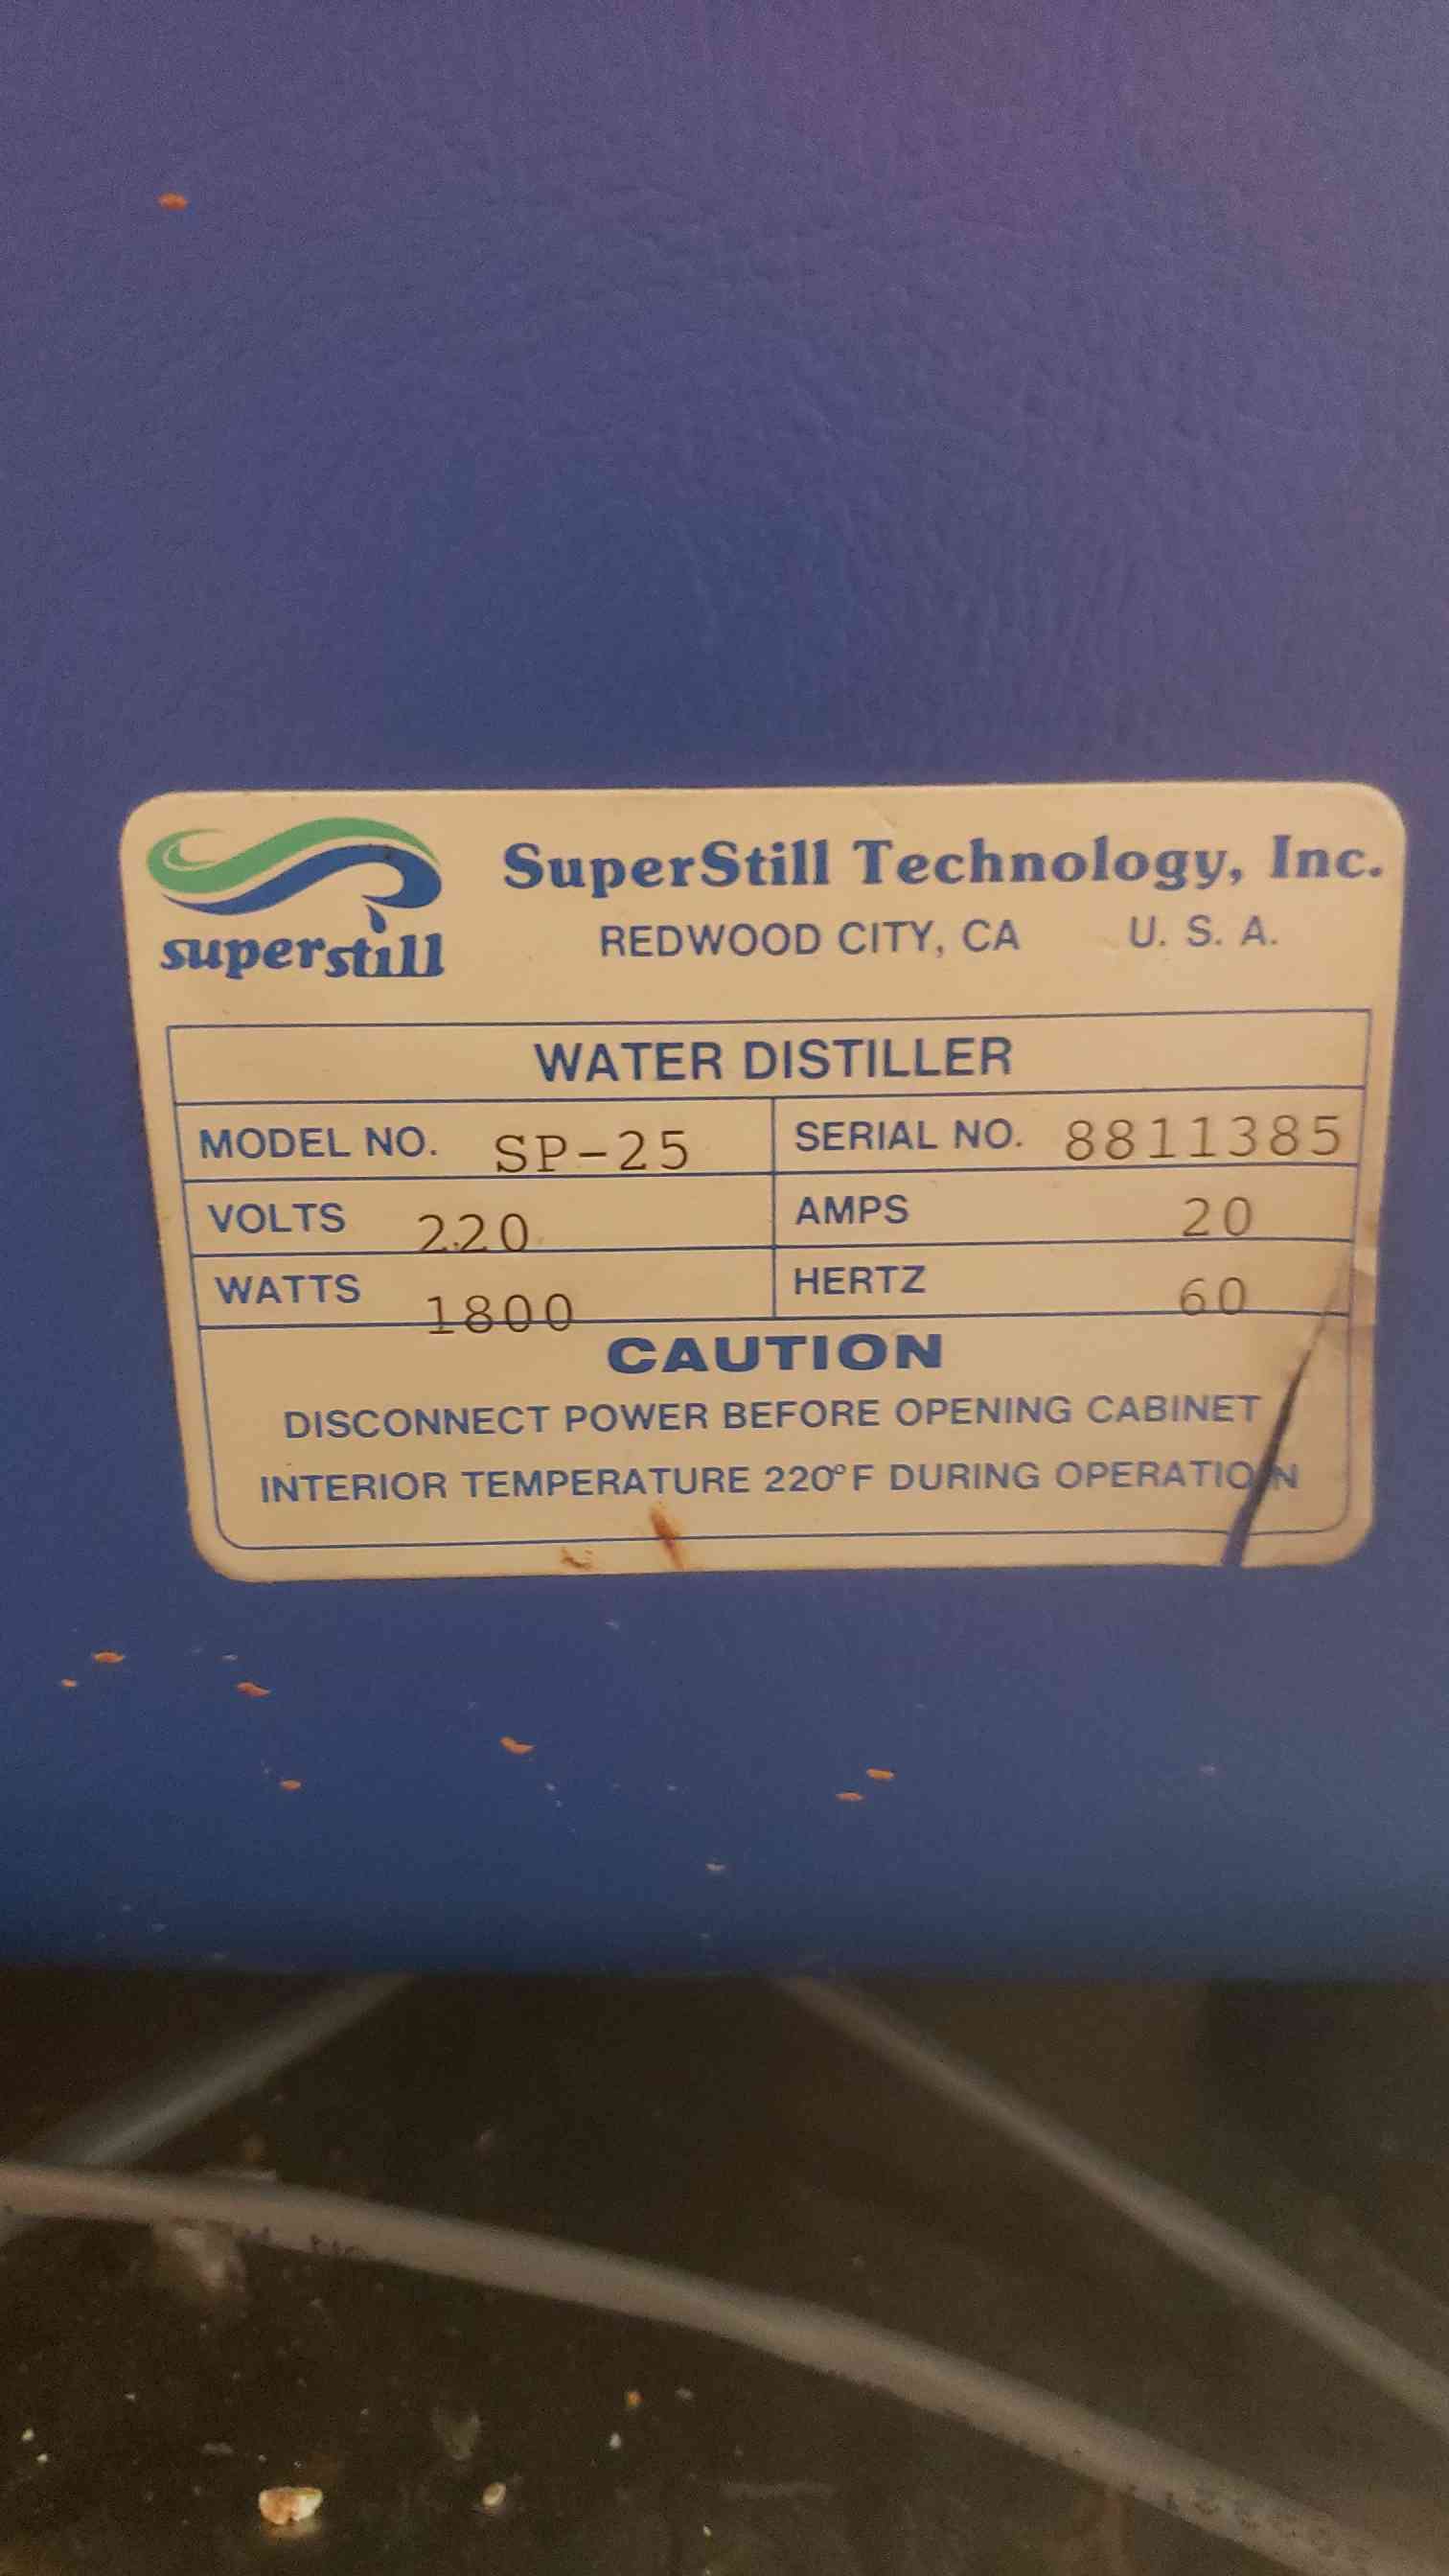 SuperStill Technology, Inc.
superstill
REDWOOD CITY, CA U. S. A.
WATER DISTILLER
MODEL NO. SP-25 SERIAL NO. 8811385
VOLTS 220 AMPS 20
WATTS 1800 HERTZ 60
CAUTION
DISCONNECT POWER BEFORE OPENING CABINET
INTERIOR TEMPERATURE 220°F DURING OPERATION